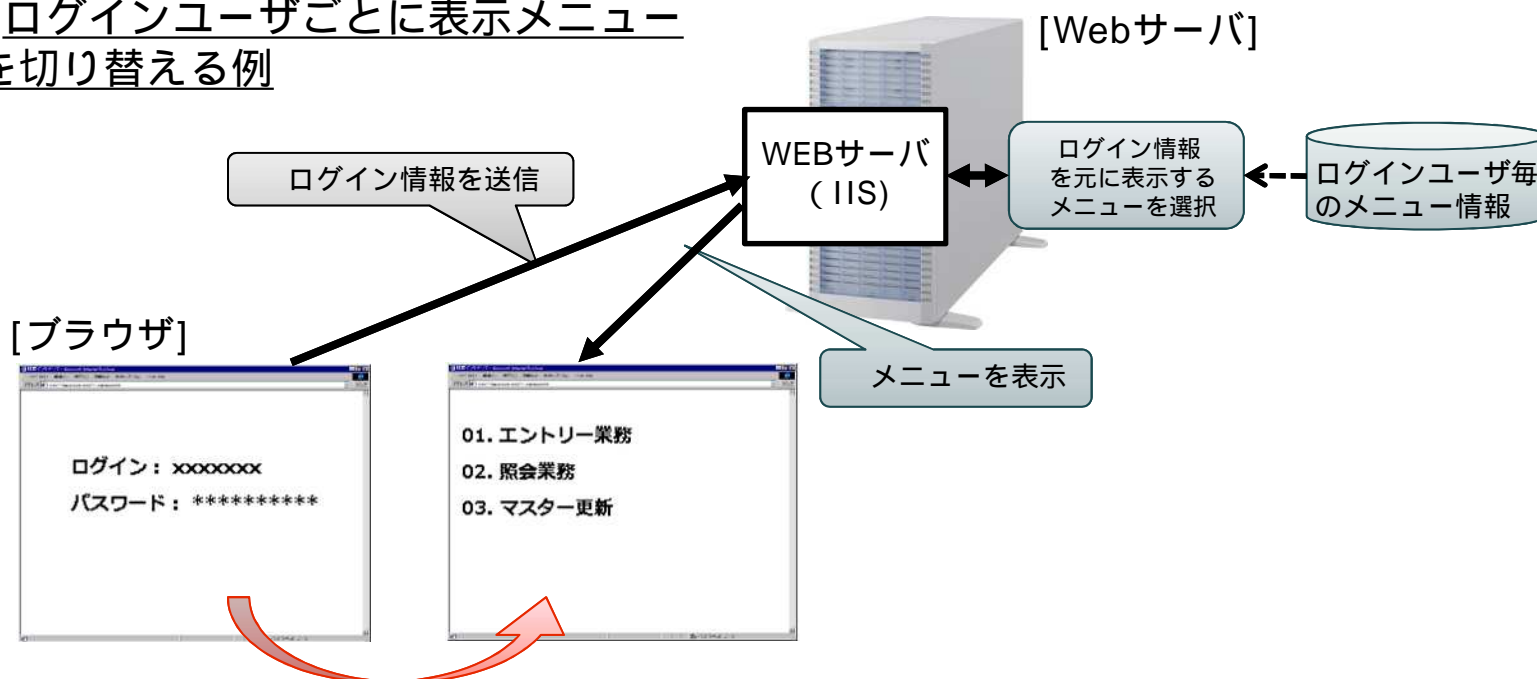 ログインユーザごとに表示メニュー
を切り替える例
[Webサーバ]
WEBサーバ
( IIS)
ログイン情報
を元に表示する
メニューを選択
ログインユーザ毎
のメニュー情報
ログイン情報を送信
[ブラウザ]
メニューを表示
ログイン: xxxxxxx
パスワード: **********
01. エントリー業務
02. 照会業務
03. マスター更新